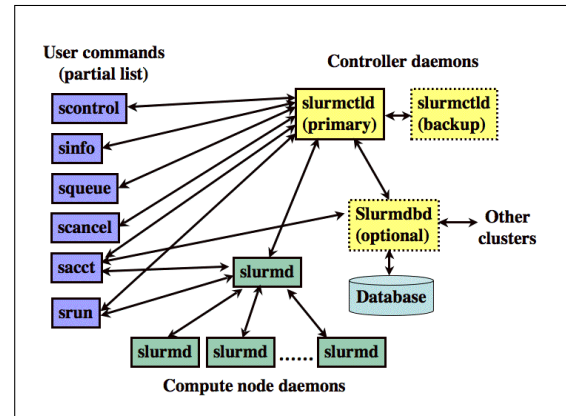 User commands
(partial list)
Controller daemons
scontrol
slurmctld
(primary)
slurmctld
(backup)
sinfo
squeue
scancel
Slurmdbd
(optional)
Other
clusters
sacct
slurmd
srun
Database
slurmd
slurmd
......
slurmd
Compute node daemons